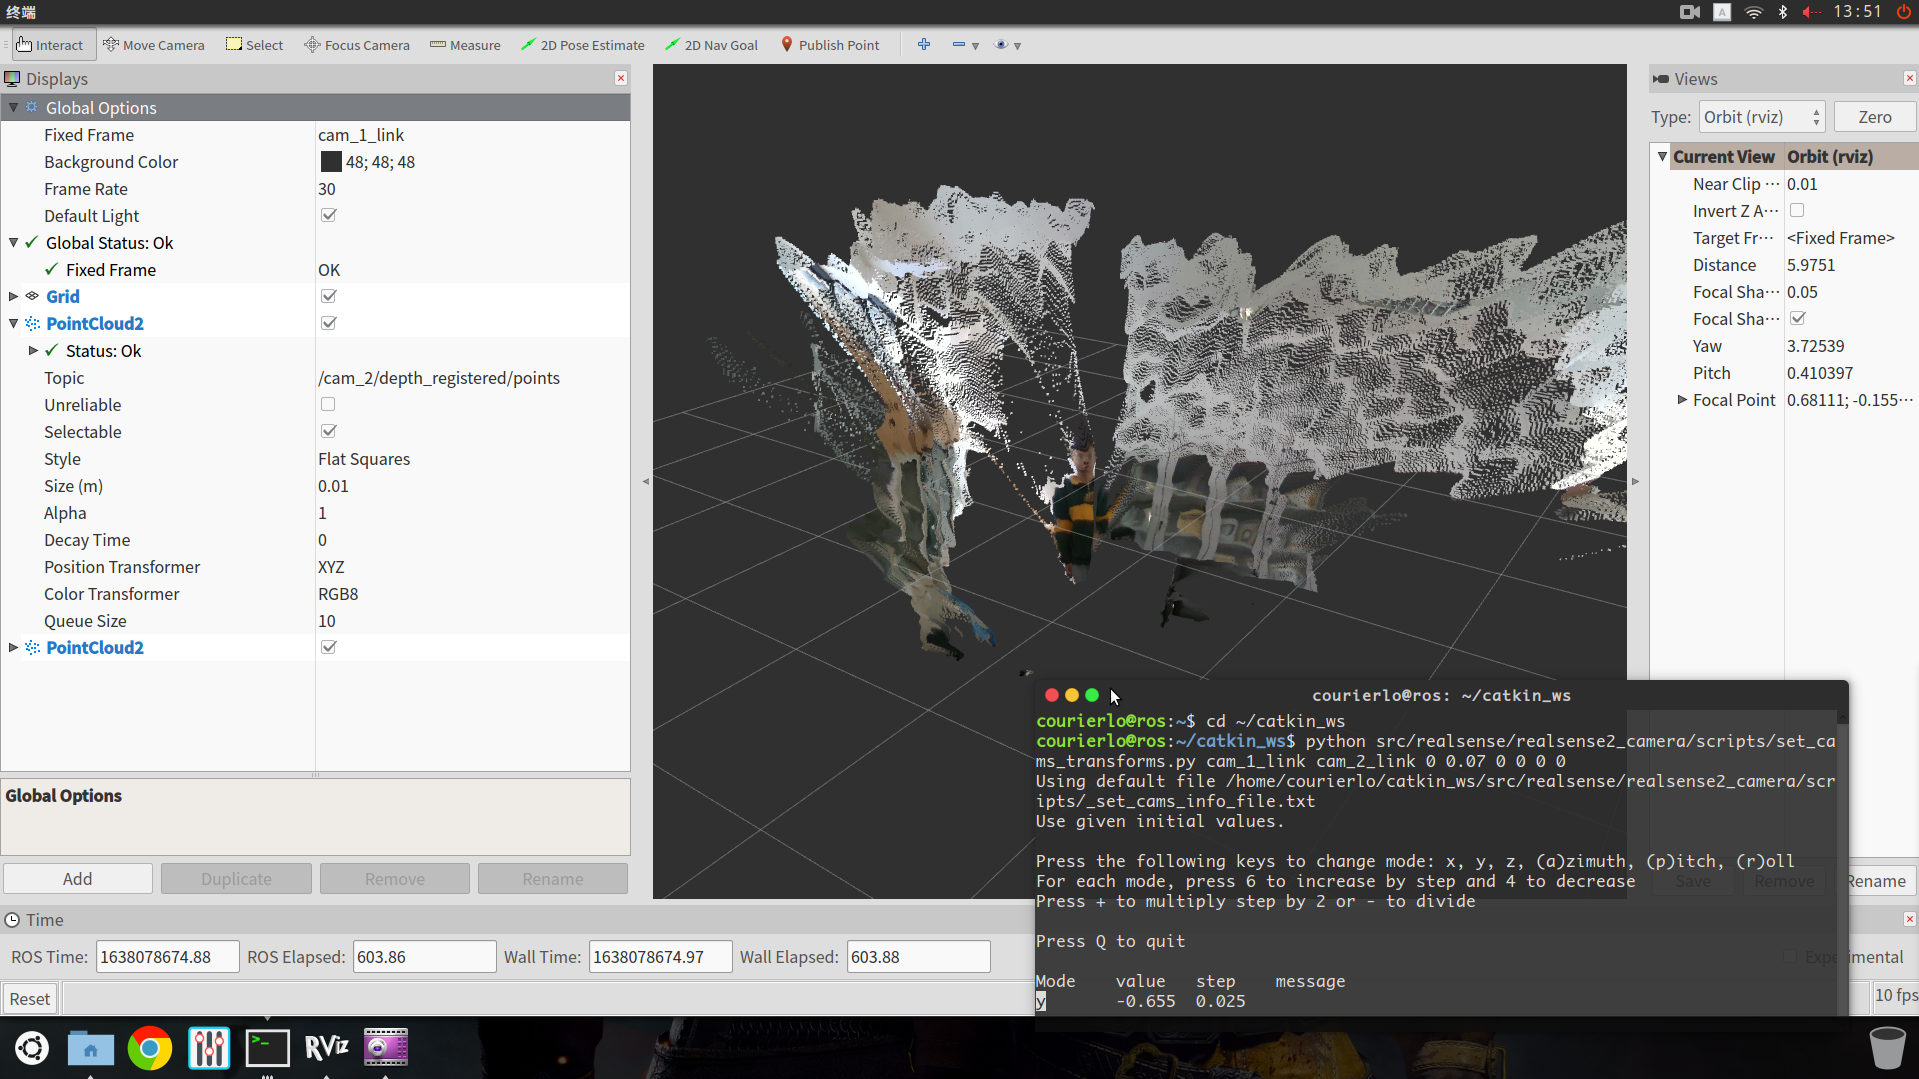 终端
A
13:51
Interact Move Camera Select Focus Camera Measure 2D Pose Estimate 2D Nav Goal Publish Point
Displays
Global Options
Fixed Frame cam_1_link
Background Color 48; 48; 48
Frame Rate 30
Default Light
Global Status: Ok
Fixed Frame OK
Grid
PointCloud2
Status: Ok
Topic /cam_2/depth_registered/points
Unreliable
Selectable
Style Flat Squares
Size (m) 0.01
Alpha 1
Decay Time 0
Position Transformer XYZ
Color Transformer RGB8
Queue Size 10
PointCloud2
Global Options
Add Duplicate Remove Rename
Views
Type: Orbit (rviz) Zero
Current View Orbit (rviz)
Near Clip ··· 0.01
Invert Z A···
Target Fr··· <Fixed Frame>
Distance 5.9751
Focal Sha··· 0.05
Focal Sha···
Yaw 3.72539
Pitch 0.410397
Focal Point 0.68111; -0.155···
Save Remove Rename
courierlo@ros: ~/catkin_ws
courierlo@ros:~$ cd ~/catkin_ws
courierlo@ros:~/catkin_ws$ python src/realsense/realsense2_camera/scripts/set_ca
ms_transforms.py cam_1_link cam_2_link 0 0.07 0 0 0 0
Using default file /home/courierlo/catkin_ws/src/realsense/realsense2_camera/scr
ipts/_set_cams_info_file.txt
Use given initial values.
Press the following keys to change mode: x, y, z, (a)zimuth, (p)itch, (r)oll
For each mode, press 6 to increase by step and 4 to decrease
Press + to multiply step by 2 or - to divide
Press Q to quit
Mode value step message
y -0.655 0.025
Time
ROS Time: 1638078674.88 ROS Elapsed: 603.86 Wall Time: 1638078674.97 Wall Elapsed: 603.88
Experimental
Reset
10 fps
>_
RViz